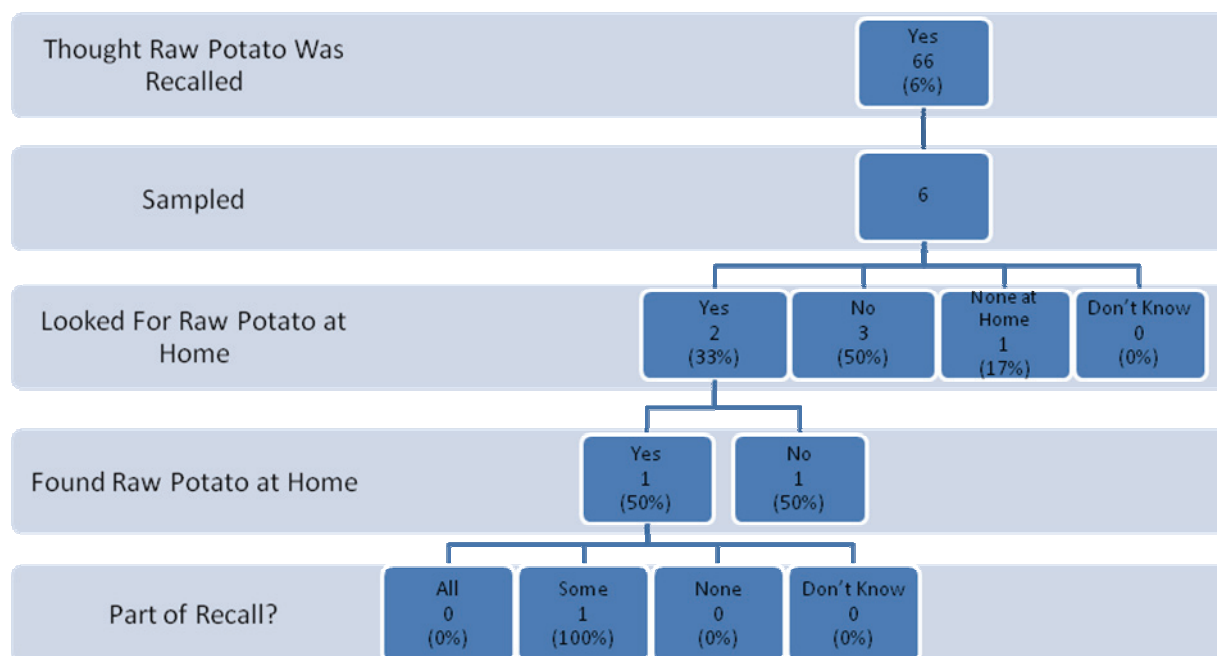 Thought Raw Potato Was
Recalled
Yes
66
(6%)
Sampled
6
Looked For Raw Potato at
Home
Yes
2
(33%)
No
3
(50%)
None at
Home
1
(17%)
Don't Know
0
(0%)
Found Raw Potato at Home
Yes
1
(50%)
No
1
(50%)
Part of Recall?
All
0
(0%)
Some
1
(100%)
None
0
(0%)
Don't Know
0
(0%)